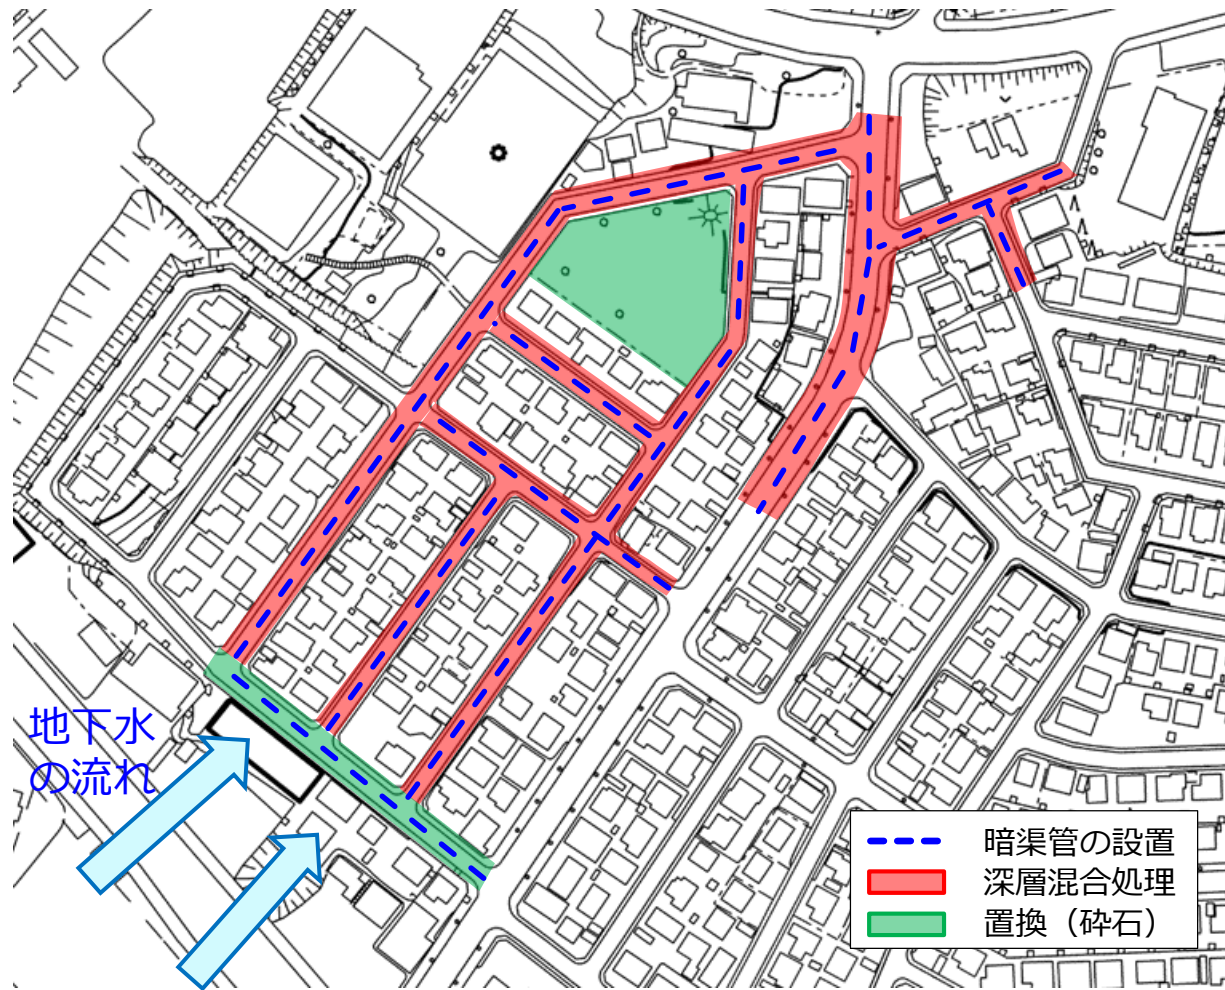 地下水
の流れ
暗渠管の設置
深層混合処理
置換（砕石）